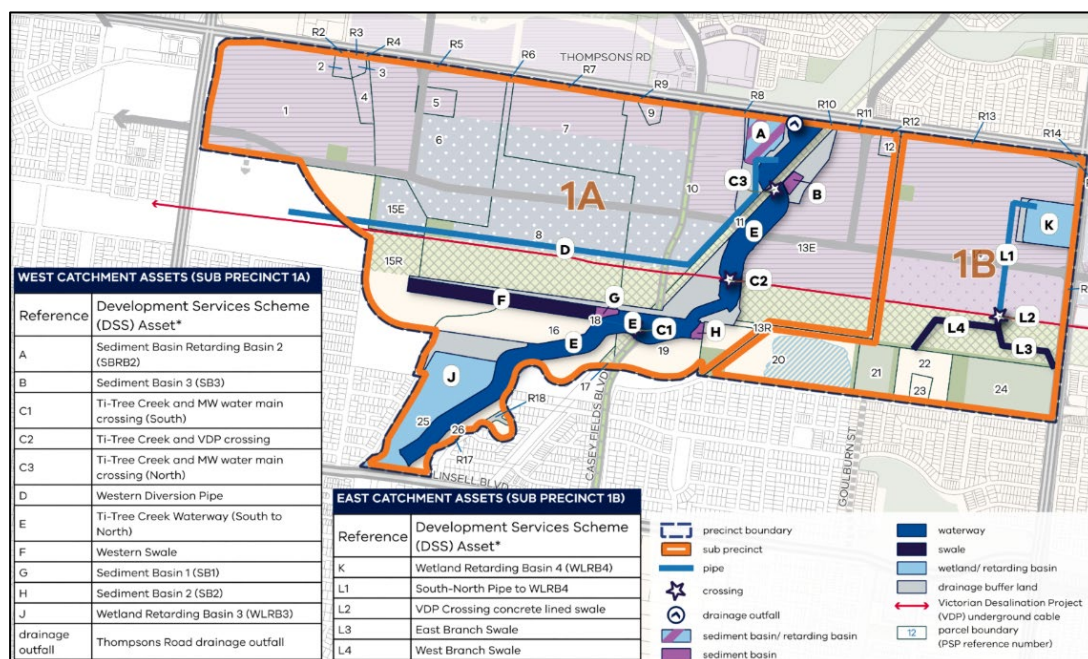 R2 R3 R4 R5 R6 R7 R9 R8 R10 R11 R12 R13 R14
THOMPSONS RD
2 3 5 7 9 12
1 4 6 10
A
C3 B
1A
K
15E 8 11 E 13E
D
1B
L1
15R
C2
L2
F G
18 E C1 H 13R
L4
L3
16 E 19
20 21 22 24
17
23
J
R18
25 26
R17
LINSELL BLVD
CASEY FIELDS BLVD
GOULBURN ST
WEST CATCHMENT ASSETS (SUB PRECINCT 1A)
Reference Development Services Scheme
(DSS) Asset*
A Sediment Basin Retarding Basin 2
(SBRB2)
B Sediment Basin 3 (SB3)
C1 Ti-Tree Creek and MW water main
crossing (South)
C2 Ti-Tree Creek and VDP crossing
C3 Ti-Tree Creek and MW water main
crossing (North)
D Western Diversion Pipe
E Ti-Tree Creek Waterway (South to
North)
F Western Swale
G Sediment Basin 1 (SB1)
H Sediment Basin 2 (SB2)
J Wetland Retarding Basin 3 (WLRB3)
drainage
outfall Thompsons Road drainage outfall
EAST CATCHMENT ASSETS (SUB PRECINCT 1B)
Reference Development Services Scheme
(DSS) Asset*
K Wetland Retarding Basin 4 (WLRB4)
L1 South-North Pipe to WLRB4
L2 VDP Crossing concrete lined swale
L3 East Branch Swale
L4 West Branch Swale
precinct boundary
sub precinct
pipe
crossing
drainage outfall
sediment basin/ retarding basin
sediment basin
waterway
swale
wetland/ retarding basin
drainage buffer land
Victorian Desalination Project
(VDP) underground cable
12 parcel boundary
(PSP reference number)